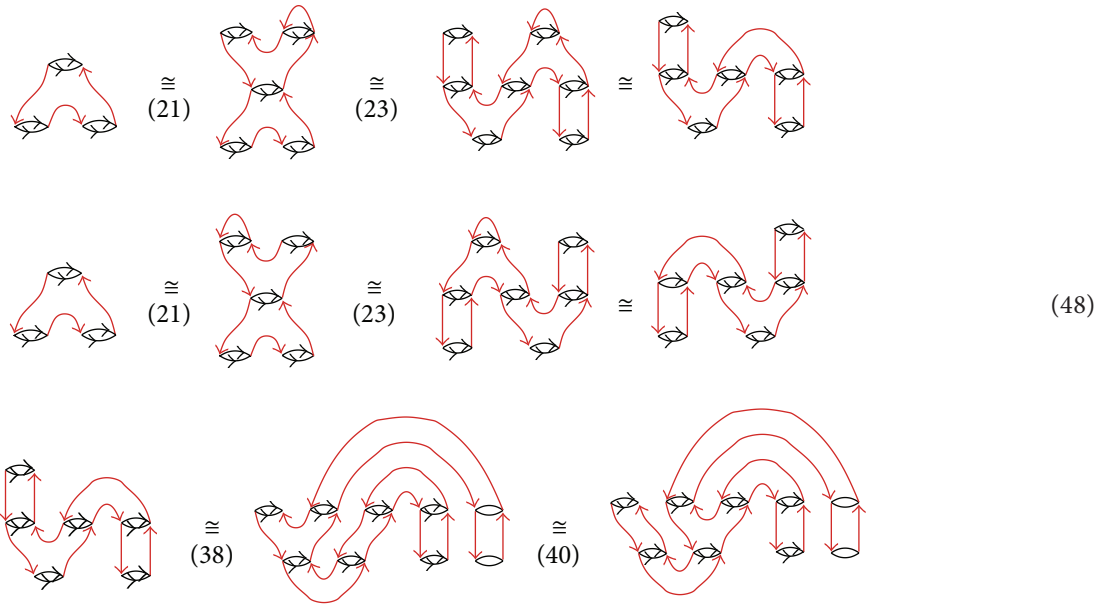 ≅ ≅ ≅
(21) (23)
≅ ≅ ≅
(21) (23) (48)
≅ ≅
(38) (40)